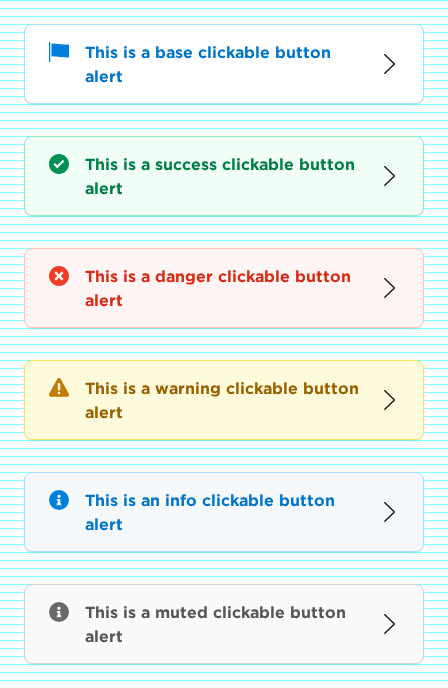 This is a base clickable button
alert
This is a success clickable button
alert
This is a danger clickable button
alert
This is a warning clickable button
alert
This is an info clickable button
alert
This is a muted clickable button
alert